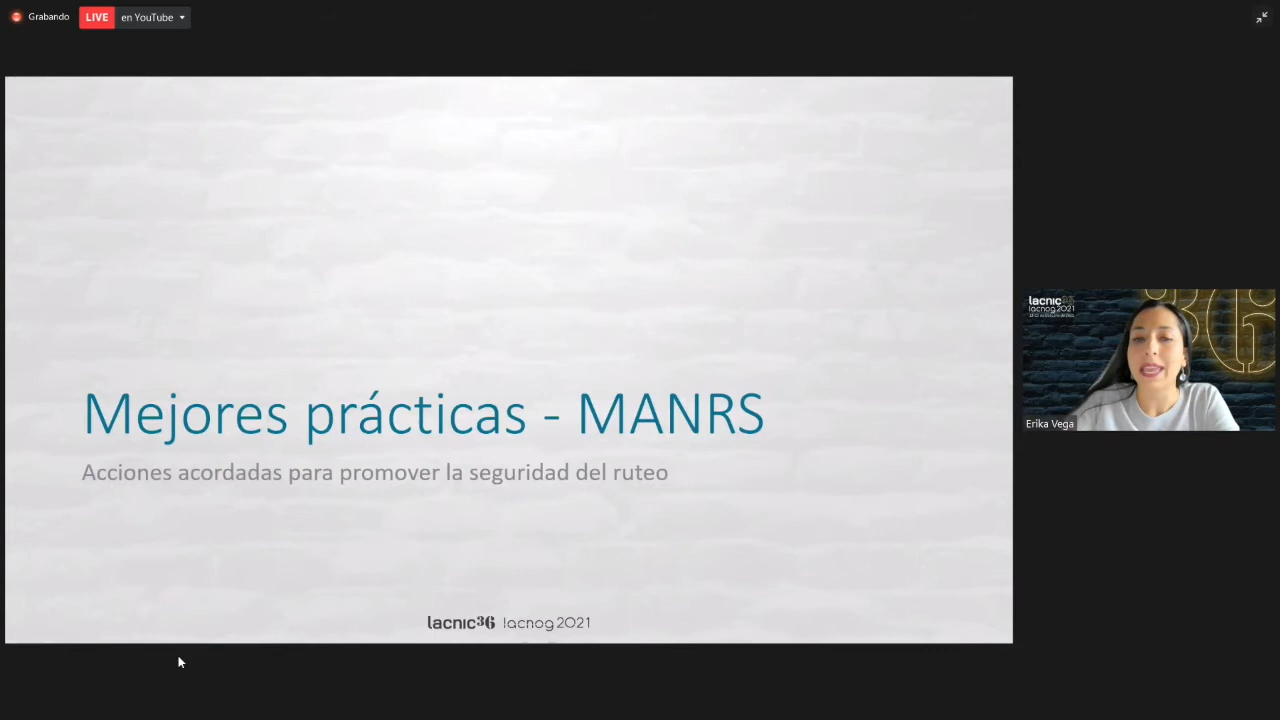 Grabando
LIVE en YouTube
Mejores prácticas - MANRS
Acciones acordadas para promover la seguridad del ruteo
lacnic36 lacnog2021
lacnic36
lacnog2021
36
Erika Vega